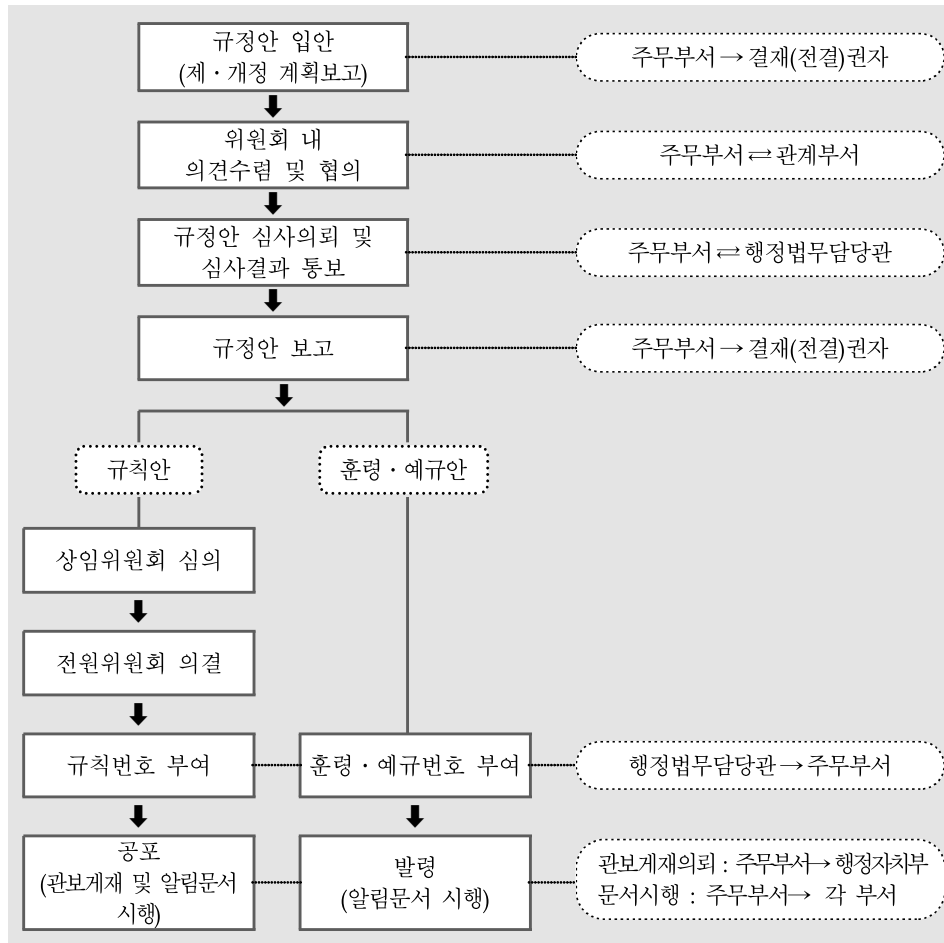 규정안 입안
(제·개정 계획보고)
주무부서 → 결재(전결)권자
위원회 내
의견수렴 및 협의
주무부서 ⇄ 관계부서
규정안 심사의뢰 및
심사결과 통보
주무부서 ⇄ 행정법무담당관
규정안 보고
주무부서 → 결재(전결)권자
규칙안
훈령·예규안
상임위원회 심의
전원위원회 의결
규칙번호 부여
훈령·예규번호 부여
행정법무담당관 → 주무부서
공포
(관보게재 및 알림문서
시행)
발령
(알림문서 시행)
관보게재의뢰 : 주무부서→ 행정자치부
문서시행 : 주무부서→ 각 부서